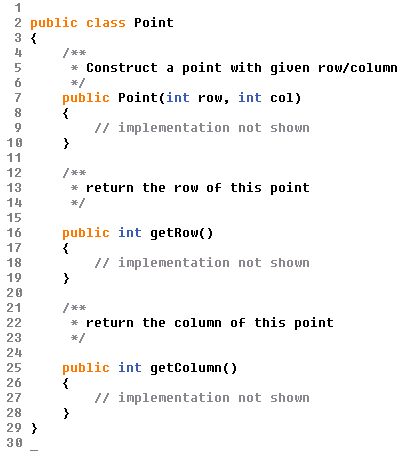 1
2 public class Point
3 {
4     /**
5      * Construct a point with given row/column
6      */
7     public Point(int row, int col)
8     {
9         // implementation not shown
10     }
11
12     /**
13      * return the row of this point
14      */
15
16     public int getRow()
17     {
18         // implementation not shown
19     }
20
21     /**
22      * return the column of this point
23      */
24
25     public int getColumn()
26     {
27         // implementation not shown
28     }
29 }
30 _